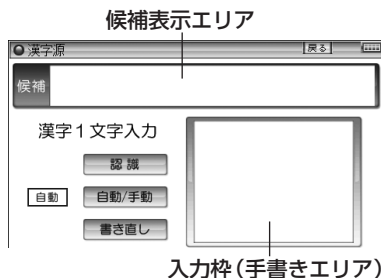 候補表示エリア
漢字源 戻る
候補
漢字1文字入力
認識
自動 自動/手動
書き直し
入力枠(手書きエリア)